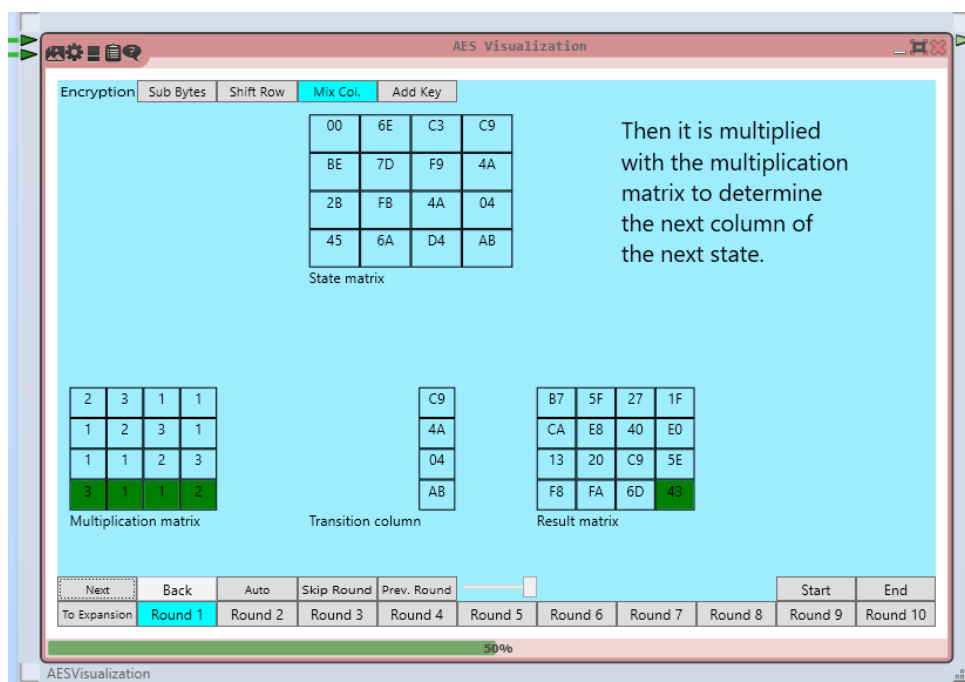 AES Visualization
Encryption Sub Bytes Shift Row Mix Col. Add Key
00 6E C3 C9
BE 7D F9 4A
2B FB 4A 04
45 6A D4 AB
State matrix
Then it is multiplied
with the multiplication
matrix to determine
the next column of
the next state.
2 3 1 1
1 2 3 1
1 1 2 3
3 1 1 2
Multiplication matrix
C9
4A
04
AB
Transition column
B7 5F 27 1F
CA E8 40 E0
13 20 C9 5E
F8 FA 6D 43
Result matrix
Next Back Auto Skip Round Prev. Round Start End
To Expansion Round 1 Round 2 Round 3 Round 4 Round 5 Round 6 Round 7 Round 8 Round 9 Round 10
50%
AESVisualization